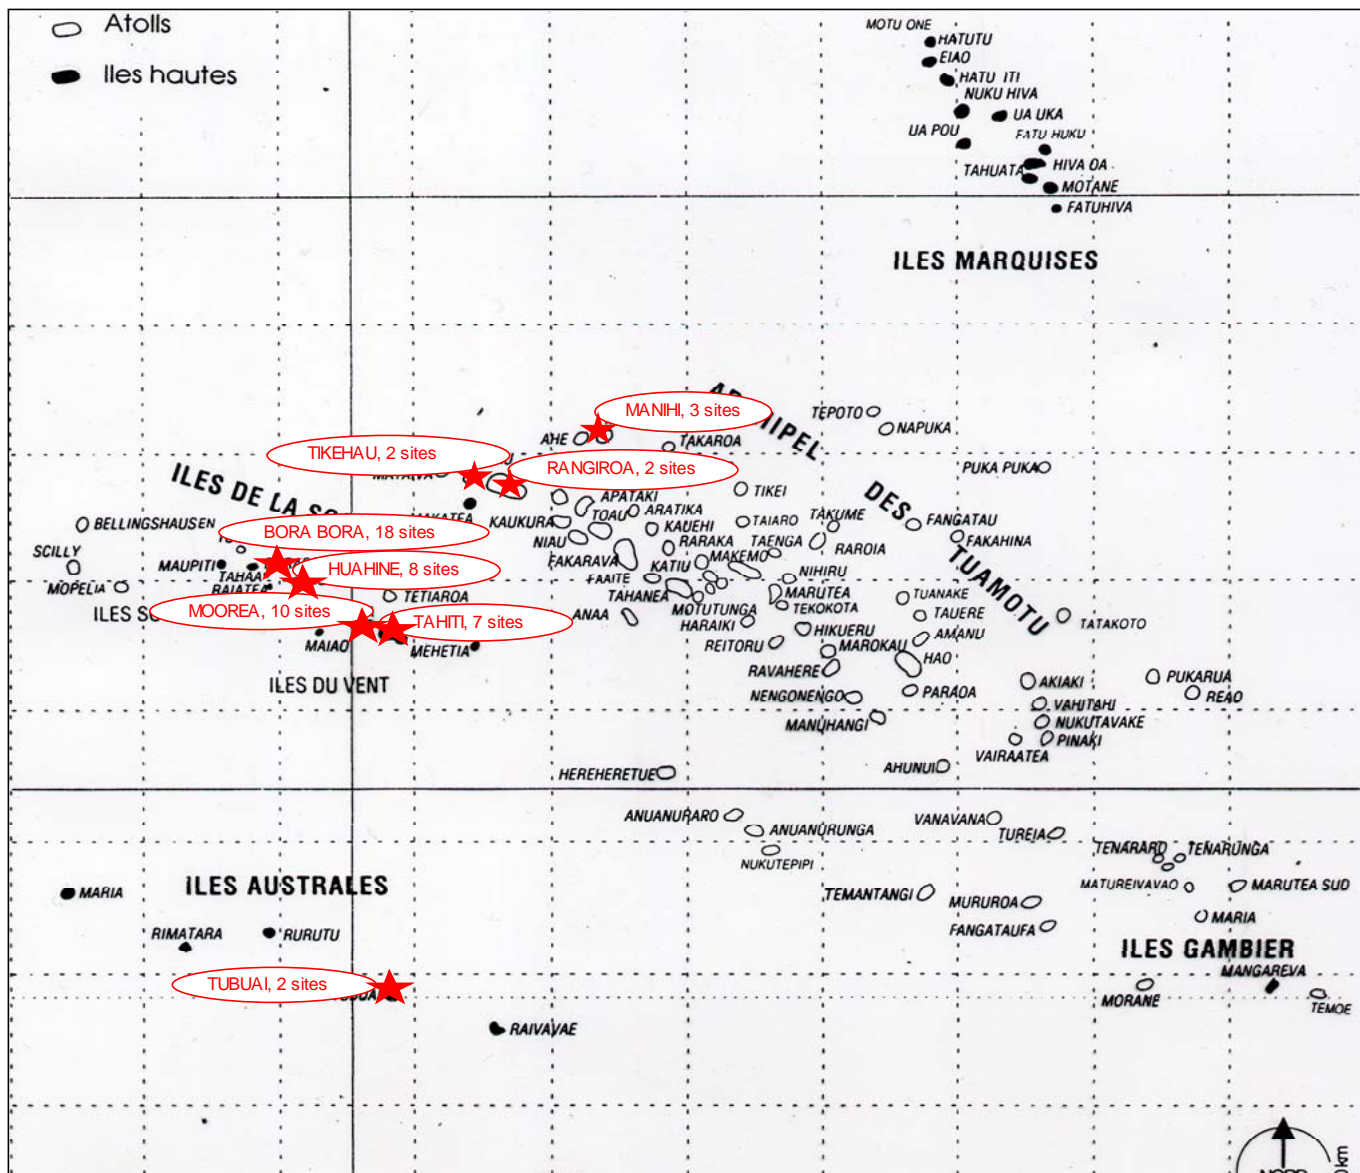 Atolls
Iles hautes
MOTU ONE
HATUTU
EIAO
HATU ITI
NUKU HIVA
UA UKA
UA POU
FATU HUKU
HIVA OA
TAHUATA
MOTANE
FATUHIVA
ILES MARQUISES
MANIHI, 3 sites
TEPOTO
NAPUKA
AHE
TAKAROA
TIKEHAU, 2 sites
RANGIROA, 2 sites
PUKA PUKA
ILES DE LA
DES
TUAMOTU
TIKEI
APATAKI
ARATIKA
KAUKURA
TOAU
KAUEHI
TAIARO
TAKUME
FANGATAU
FAKAHINA
BELLINGSHAUSEN
BORA BORA, 18 sites
NIAU
RARAKA
TAENGA
RAROIA
SCILLY
MAUPITI
HUAHINE, 8 sites
FAKARAVA
KATIU
MAKEMO
NIHIRU
TAHAA
FAAITE
MOPELIA
RAIATEA
TETIAROA
TAHANEA
MARUTEA
TUANAKE
MOOREA, 10 sites
TAHITI, 7 sites
ANAA
MOTUTUNGA
TEKOKOTA
TAUERE
TATAKOTO
HARAIKI
HIKUERU
AMANU
MAIAO
MEHETIA
REITORU
MAROKAU
HAO
ILES DU VENT
RAVAHERE
AKIAKI
PUKARUA
NENGONENGO
PARAOA
REAO
VAHITAHI
MANUHANGI
NUKUTAVAKE
PINAKI
VAIRAATEA
HEREHERETUE
AHUNUI
ANUANURARO
VANAVANA
ANUANURUNGA
TUREIA
NUKUTEPIPI
TENARARO
TENARUNGA
ILES AUSTRALES
MATUREIVAVAO
MARUTEA SUD
MARIA
TEMANTANGI
MURUROA
MARIA
RIMATARA
RURUTU
FANGATAUFA
ILES GAMBIER
MANGAREVA
TUBUAI, 2 sites
MORANE
TEMOE
RAIVAVAE